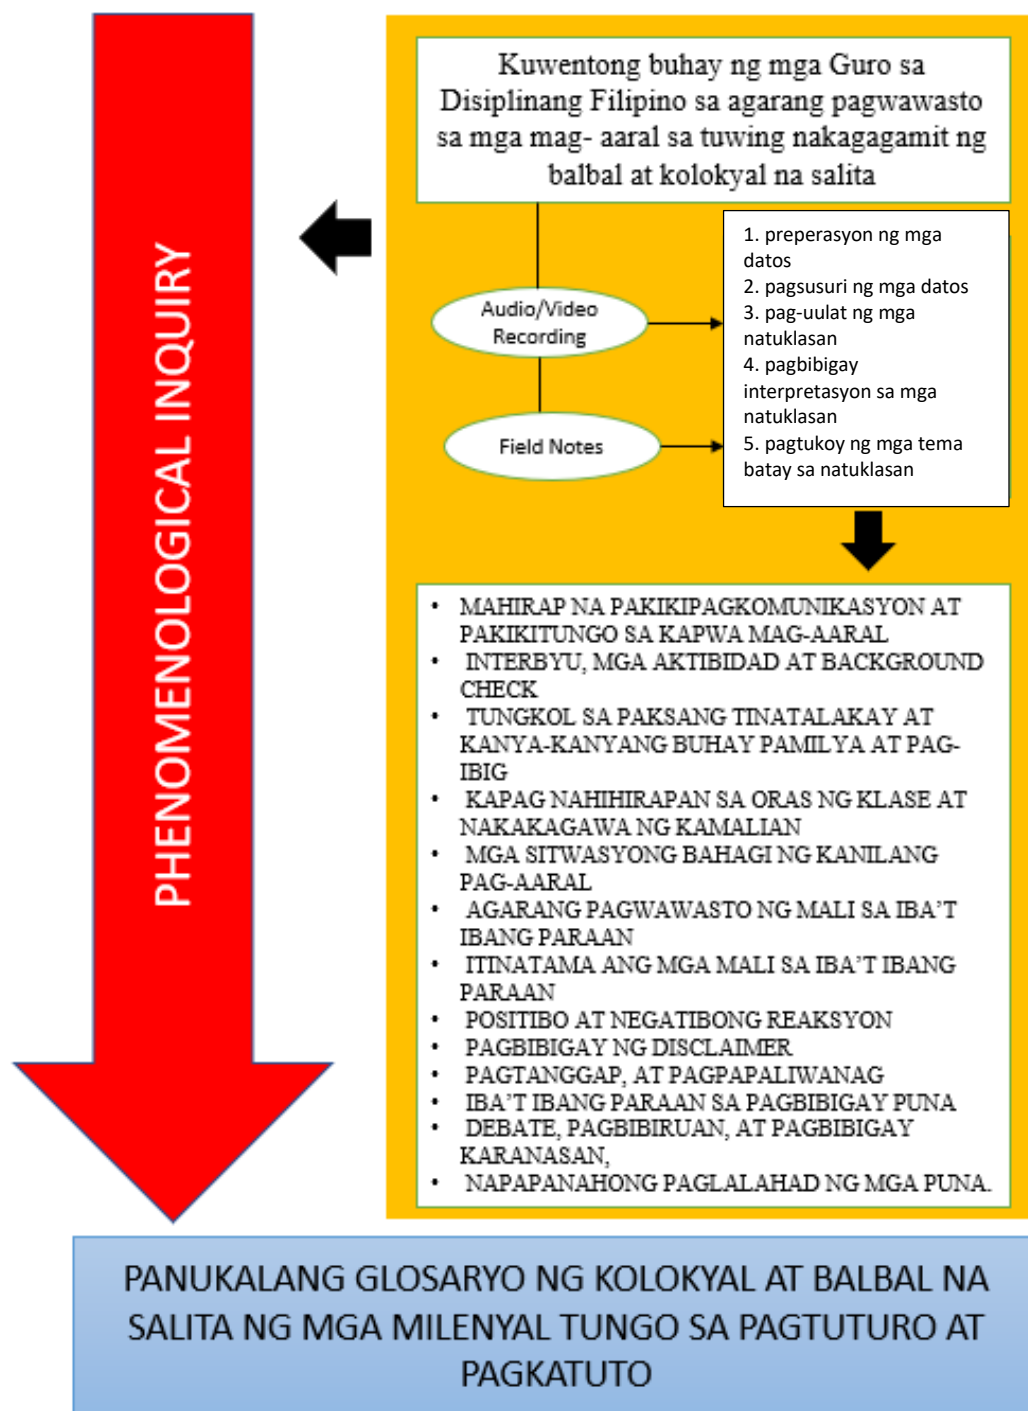 PHENOMENOLOGICAL INQUIRY
Kuwentong buhay ng mga Guro sa
Disiplinang Filipino sa agarang pagwawasto
sa mga mag- aaral sa tuwing nakagagamit ng
balbal at kolokyal na salita
Audio/Video
Recording
Field Notes
1. preperasyon ng mga
datos
2. pagsusuri ng mga datos
3. pag-uulat ng mga
natuklasan
4. pagbibigay
interpretasyon sa mga
natuklasan
5. pagtukoy ng mga tema
batay sa natuklasan
• MAHIRAP NA PAKIKIPAGKOMUNIKASYON AT
PAKIKITUNGO SA KAPWA MAG-AARAL
• INTERBYU, MGA AKTIBIDAD AT BACKGROUND
CHECK
• TUNGKOL SA PAKSANG TINATALAKAY AT
KANYA-KANYANG BUHAY PAMILYA AT PAG-
IBIG
• KAPAG NAHIHIRAPAN SA ORAS NG KLASE AT
NAKAKAGAWA NG KAMALIAN
• MGA SITWASYONG BAHAGI NG KANILANG
PAG-AARAL
• AGARANG PAGWAWASTO NG MALI SA IBA'T
IBANG PARAAN
• ITINATAMA ANG MGA MALI SA IBA'T IBANG
PARAAN
• POSITIBO AT NEGATIBONG REAKSYON
• PAGBIBIGAY NG DISCLAIMER
• PAGTANGGAP, AT PAGPAPALIWANAG
• IBA'T IBANG PARAAN SA PAGBIBIGAY PUNA
• DEBATE, PAGBIBIRUAN, AT PAGBIBIGAY
KARANASAN,
• NAPAPANAHONG PAGLALAHAD NG MGA PUNA.
PANUKALANG GLOSARYO NG KOLOKYAL AT BALBAL NA
SALITA NG MGA MILENYAL TUNGO SA PAGTUTURO AT
PAGKATUTO